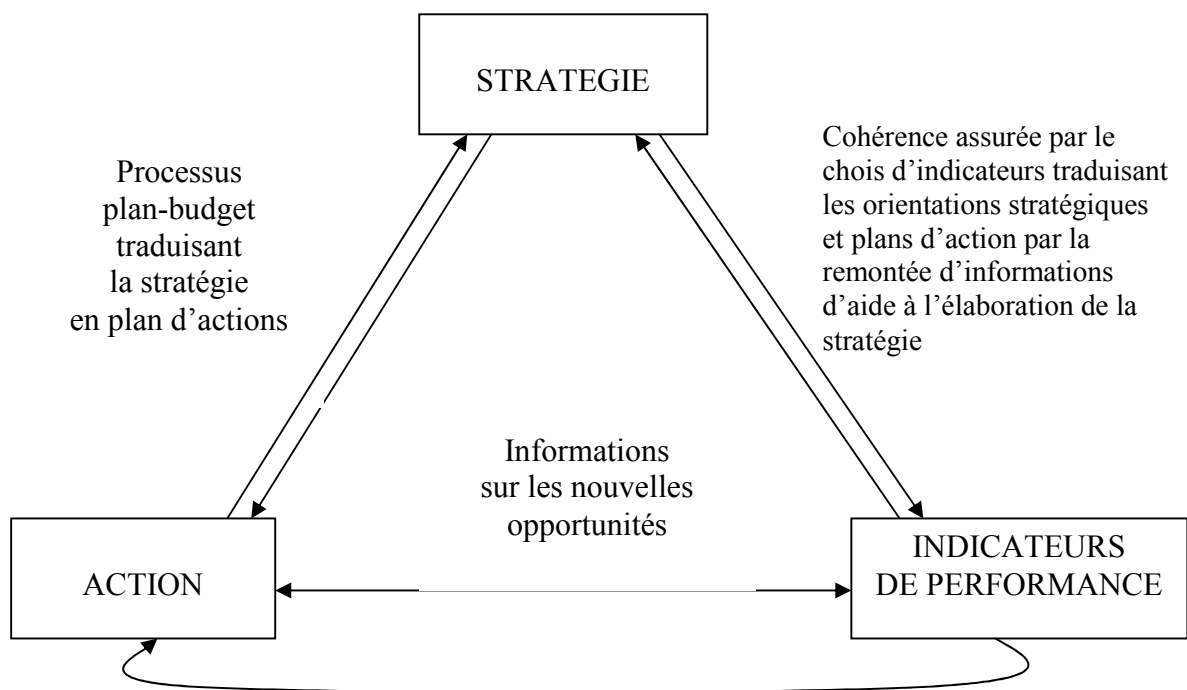 STRATEGIE
Processus
plan-budget
traduisant
la stratégie
en plan d’actions
Cohérence assurée par le
chois d’indicateurs traduisant
les orientations stratégiques
et plans d’action par la
remontée d’informations
d’aide à l’élaboration de la
stratégie
Informations
sur les nouvelles
opportunités
ACTION
INDICATEURS
DE PERFORMANCE